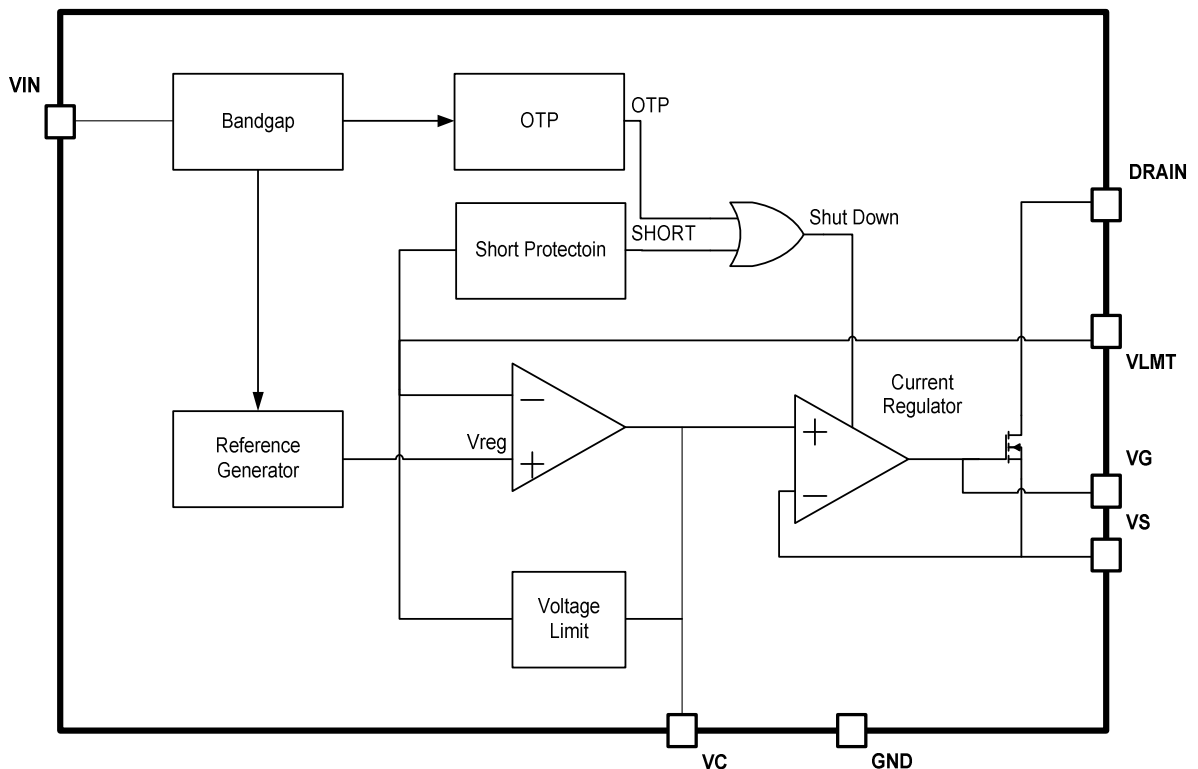 VIN
Bandgap
OTP
OTP
DRAIN
Short Protectoin
SHORT
Shut Down
VLMT
Current
Regulator
Reference
Generator
Vreg
−
+
+
−
VG
VS
Voltage
Limit
VC
GND